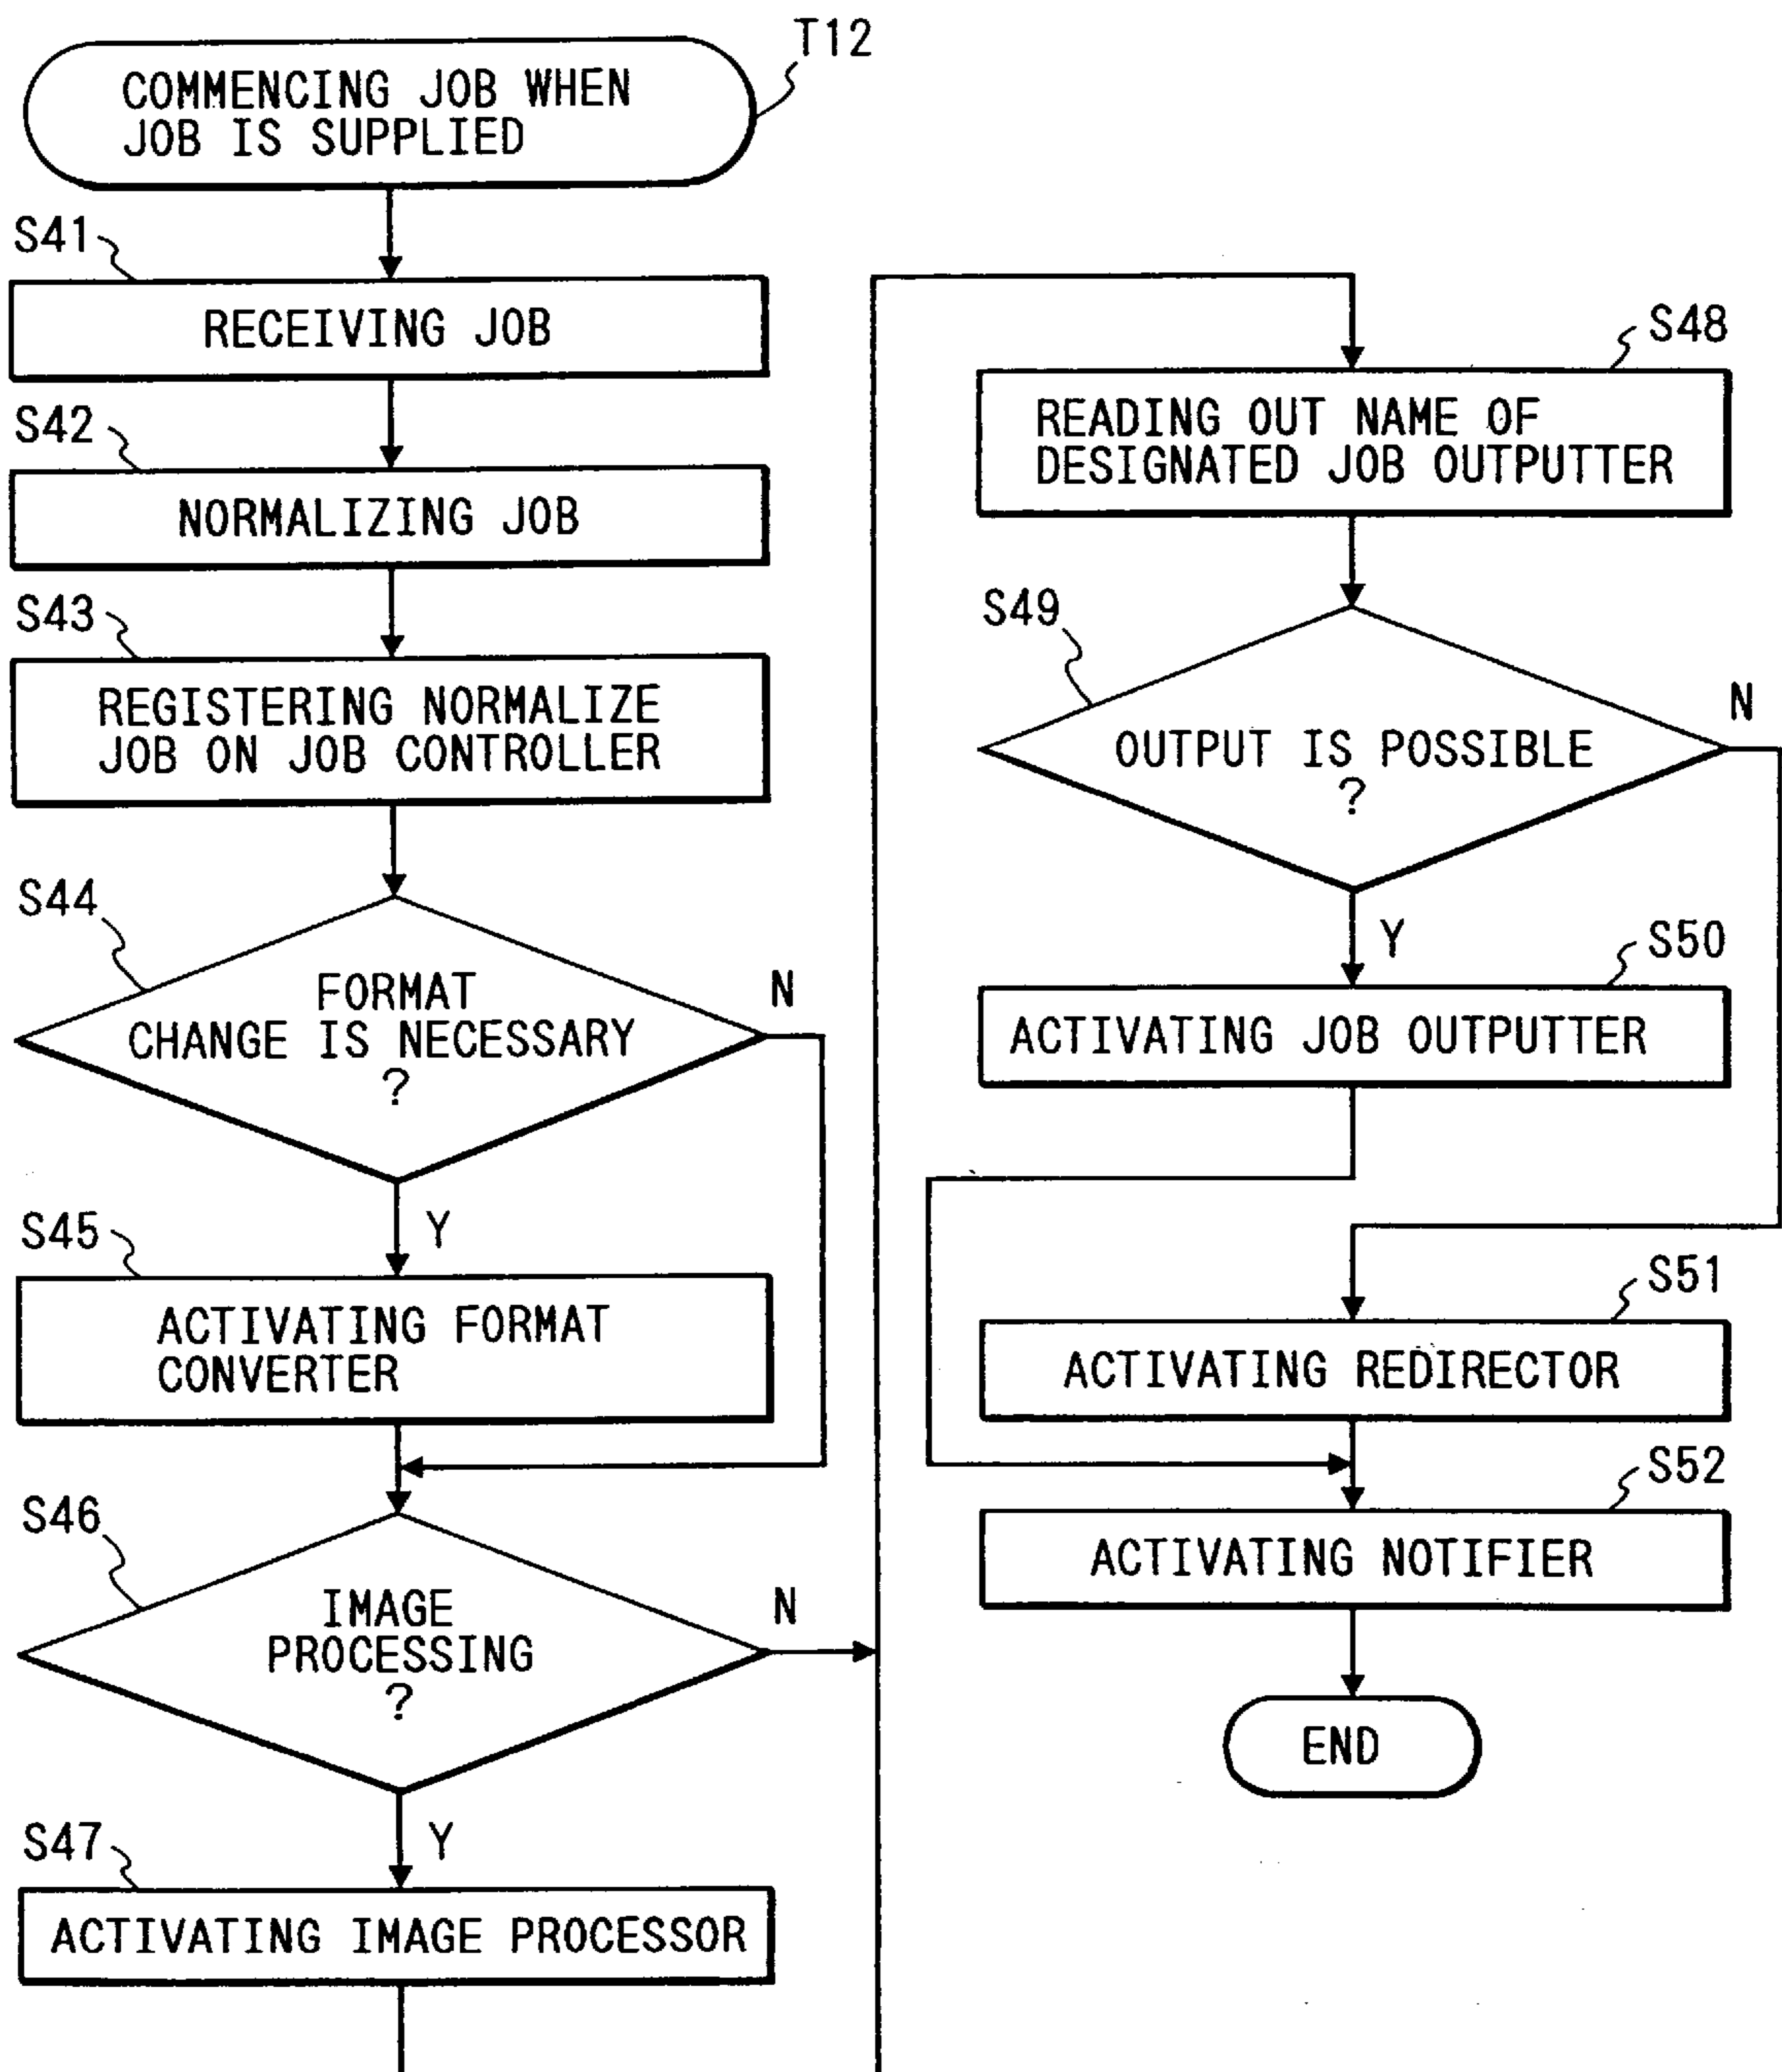 T12
COMMENCING JOB WHEN
JOB IS SUPPLIED
S41
RECEIVING JOB
S42
NORMALIZING JOB
S43
REGISTERING NORMALIZE
JOB ON JOB CONTROLLER
S44
FORMAT
CHANGE IS NECESSARY
?
N
Y
S45
ACTIVATING FORMAT
CONVERTER
S46
IMAGE
PROCESSING
?
N
Y
S47
ACTIVATING IMAGE PROCESSOR
S48
READING OUT NAME OF
DESIGNATED JOB OUTPUTTER
S49
OUTPUT IS POSSIBLE
?
N
Y
S50
ACTIVATING JOB OUTPUTTER
S51
ACTIVATING REDIRECTOR
S52
ACTIVATING NOTIFIER
END